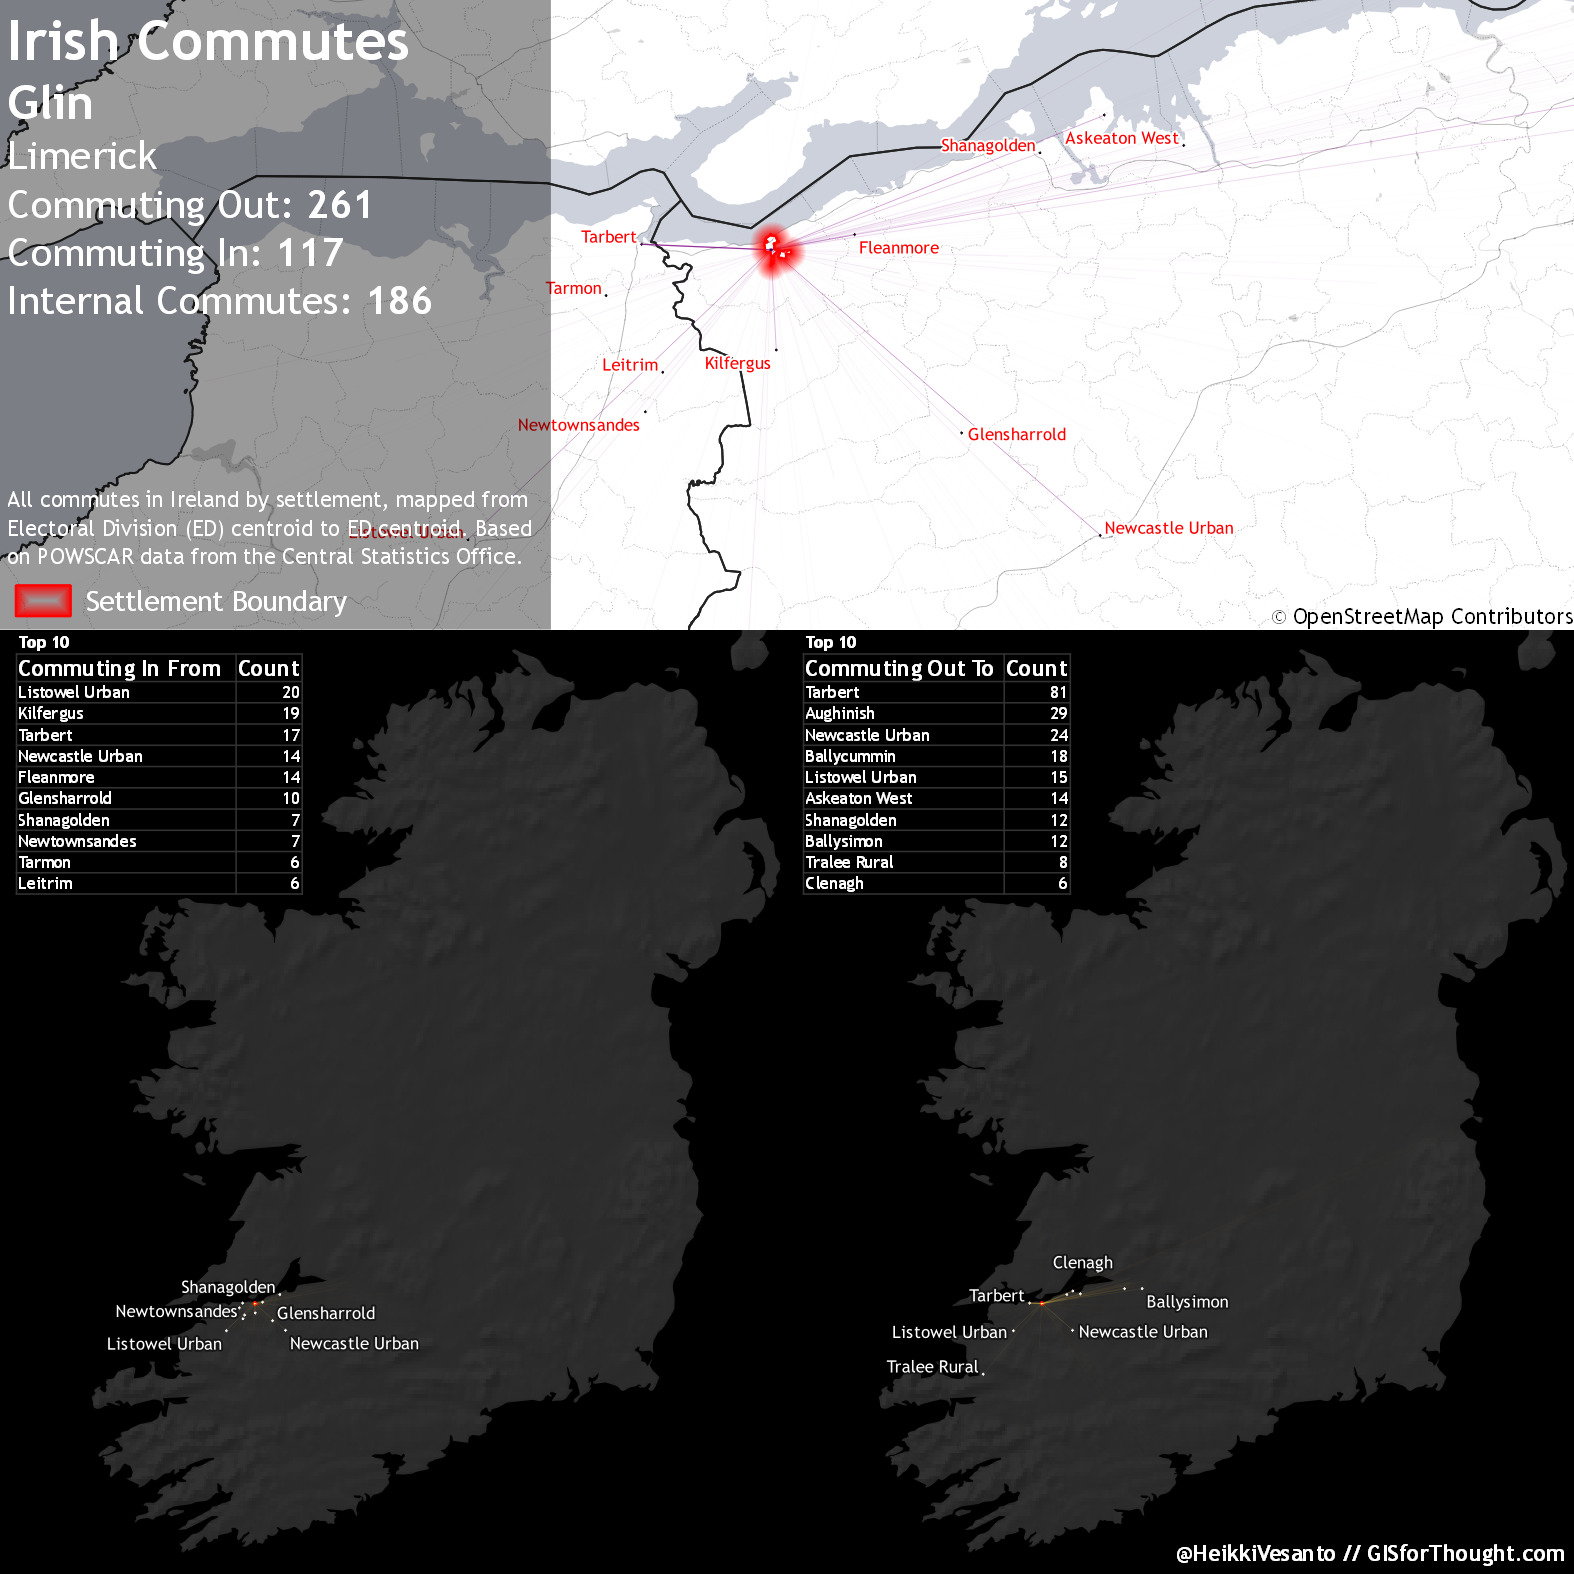 Irish Commutes
Glin
Limerick
Commuting Out: 261
Commuting In: 117
Internal Commutes: 186
Shanagolden
Askeaton West
Tarbert
Fleanmore
Tarmon
Leitrim
Kilfergus
Newtownsandes
Glensharrold
Listowel Urban
Newcastle Urban
All commutes in Ireland by settlement, mapped from
Electoral Division (ED) centroid to ED centroid. Based
on POWSCAR data from the Central Statistics Office.
Settlement Boundary
© OpenStreetMap Contributors
Top 10
Commuting In From Count
Listowel Urban 20
Kilfergus 19
Tarbert 17
Newcastle Urban 14
Fleanmore 14
Glensharrold 10
Shanagolden 7
Newtownsandes 7
Tarmon 6
Leitrim 6
Top 10
Commuting Out To Count
Tarbert 81
Aughinish 29
Newcastle Urban 24
Ballycummin 18
Listowel Urban 15
Askeaton West 14
Shanagolden 12
Ballysimon 12
Tralee Rural 8
Clenagh 6
Shanagolden
Newtownsandes
Glensharrold
Listowel Urban
Newcastle Urban
Clenagh
Tarbert
Ballysimon
Listowel Urban
Newcastle Urban
Tralee Rural
@HeikkiVesanto // GISforThought.com